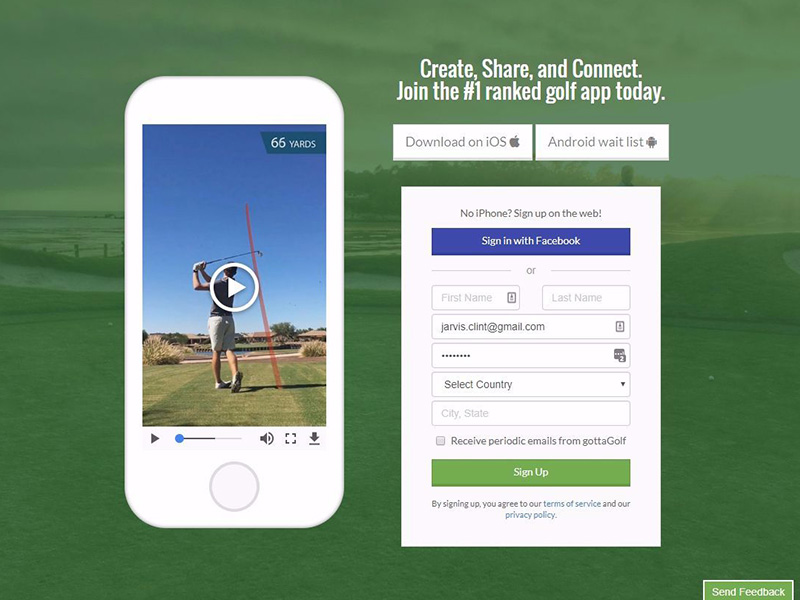 Create, Share, and Connect.
Join the #1 ranked golf app today.
Download on iOS
Android wait list
66 YARDS
No iPhone? Sign up on the web!
Sign in with Facebook
or
First Name
Last Name
jarvis.clint@gmail.com
••••••••
2
Select Country
City, State
Receive periodic emails from gottaGolf
Sign Up
By signing up, you agree to our terms of service and our
privacy policy.
Send Feedback